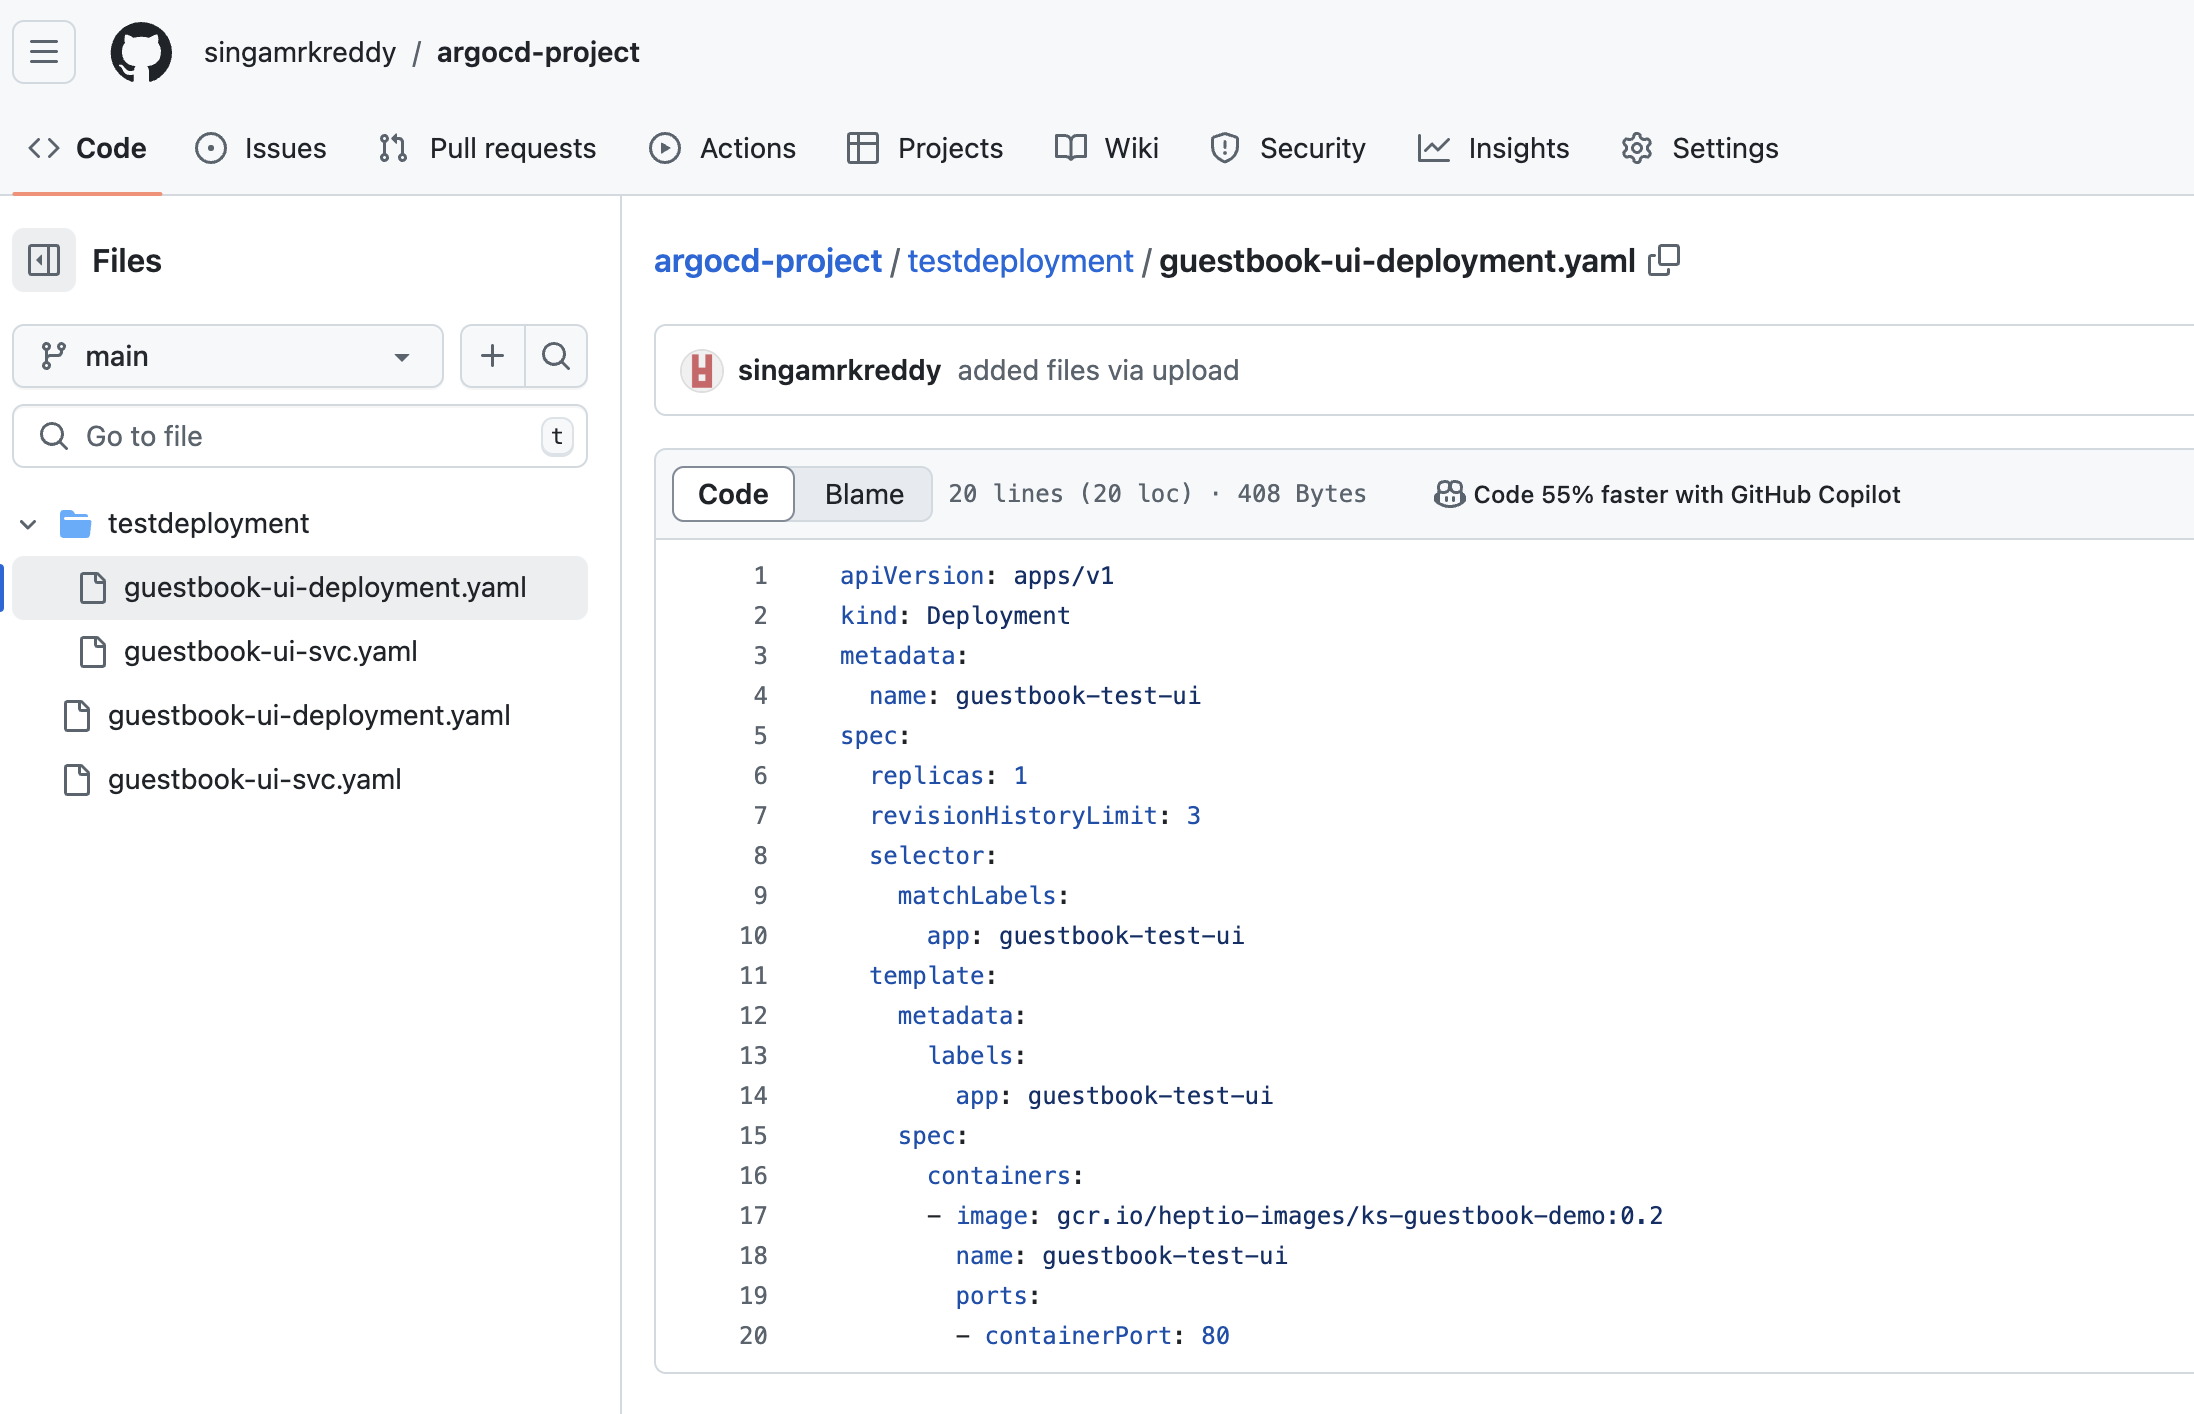 singamrkreddy / argocd-project
Code Issues Pull requests Actions Projects Wiki Security Insights Settings
Files
main
Go to file t
testdeployment
guestbook-ui-deployment.yaml
guestbook-ui-svc.yaml
guestbook-ui-deployment.yaml
guestbook-ui-svc.yaml
argocd-project / testdeployment / guestbook-ui-deployment.yaml
singamrkreddy added files via upload
Code Blame 20 lines (20 loc) · 408 Bytes Code 55% faster with GitHub Copilot
1 apiVersion: apps/v1
2 kind: Deployment
3 metadata:
4   name: guestbook-test-ui
5 spec:
6   replicas: 1
7   revisionHistoryLimit: 3
8   selector:
9     matchLabels:
10       app: guestbook-test-ui
11   template:
12     metadata:
13       labels:
14         app: guestbook-test-ui
15     spec:
16       containers:
17       - image: gcr.io/heptio-images/ks-guestbook-demo:0.2
18         name: guestbook-test-ui
19         ports:
20         - containerPort: 80